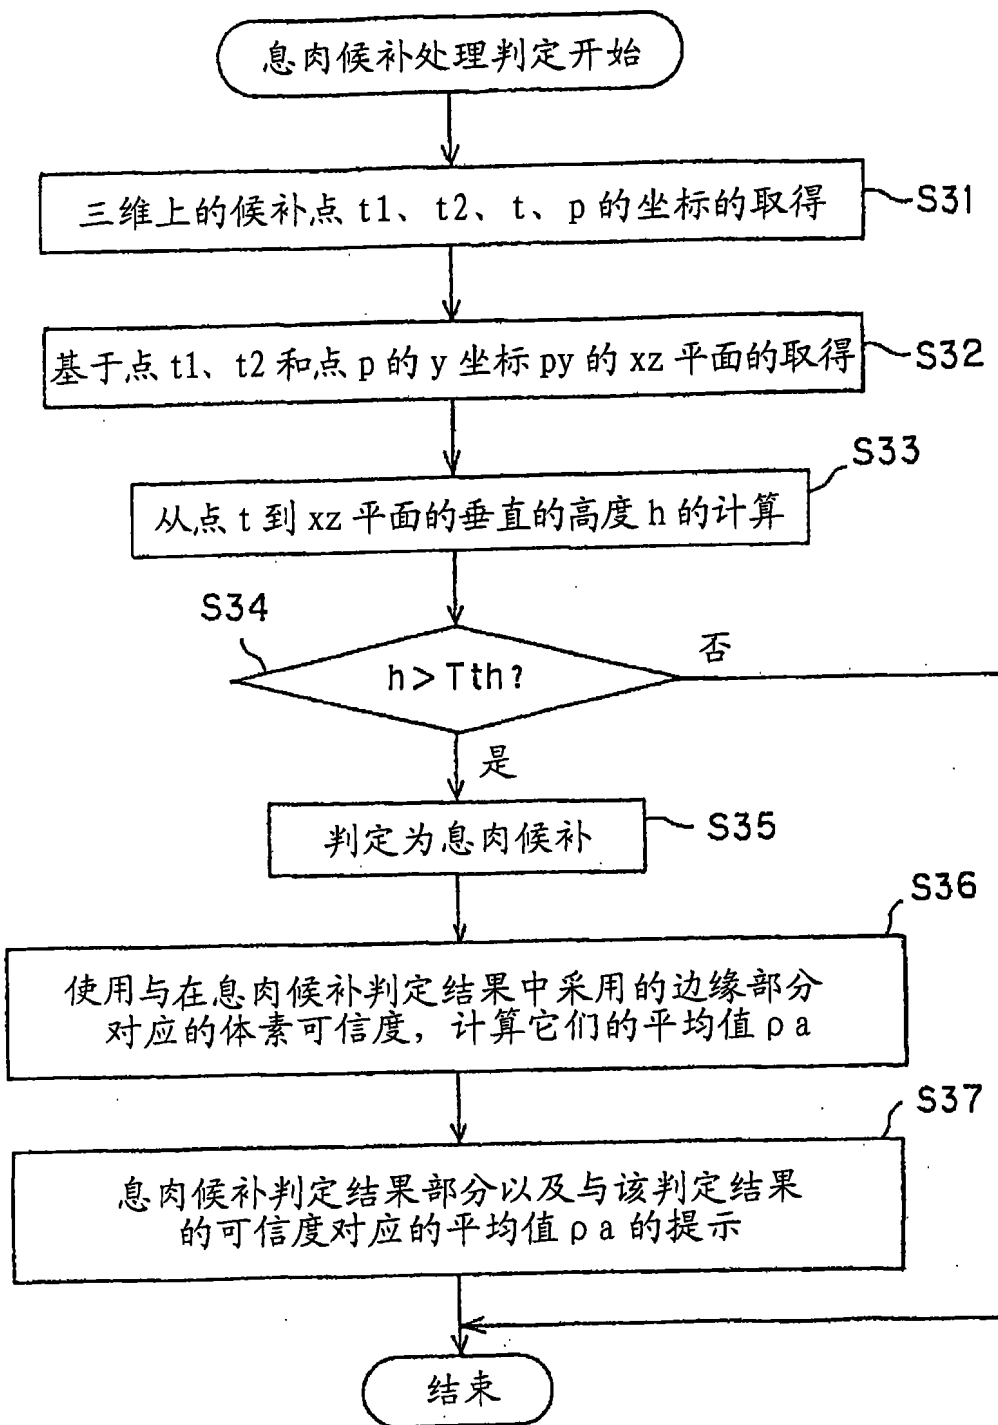 息肉候补处理判定开始
三维上的候补点 t1、t2、t、p 的坐标的取得
S31
基于点 t1、t2 和点 p 的 y 坐标 py 的 xz 平面的取得
S32
S33
从点 t 到 xz 平面的垂直的高度 h 的计算
S34
h>Tth?
否
是
判定为息肉候补
S35
S36
使用与在息肉候补判定结果中采用的边缘部分
对应的体素可信度，计算它们的平均值 ρa
S37
息肉候补判定结果部分以及与该判定结果
的可信度对应的平均值 ρa 的提示
结束